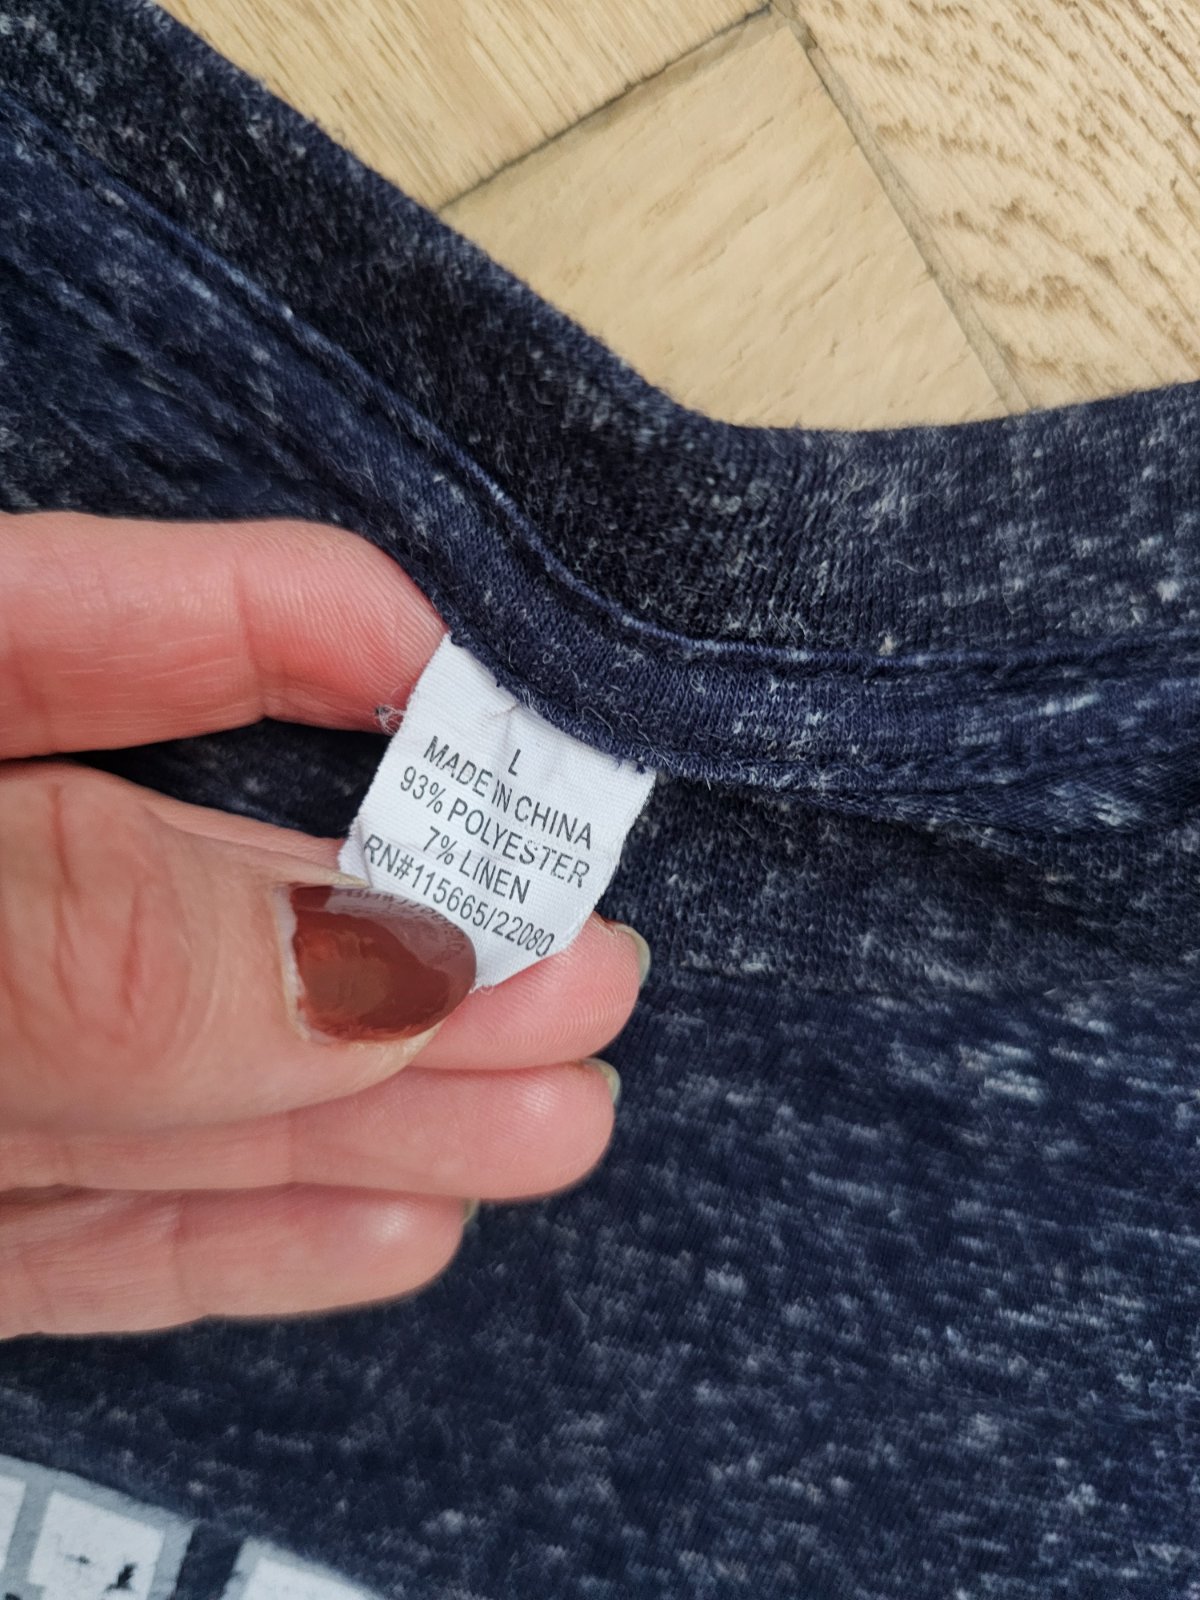 L
MADE IN CHINA
93% POLYESTER
7% LINEN
RN#115665/22080